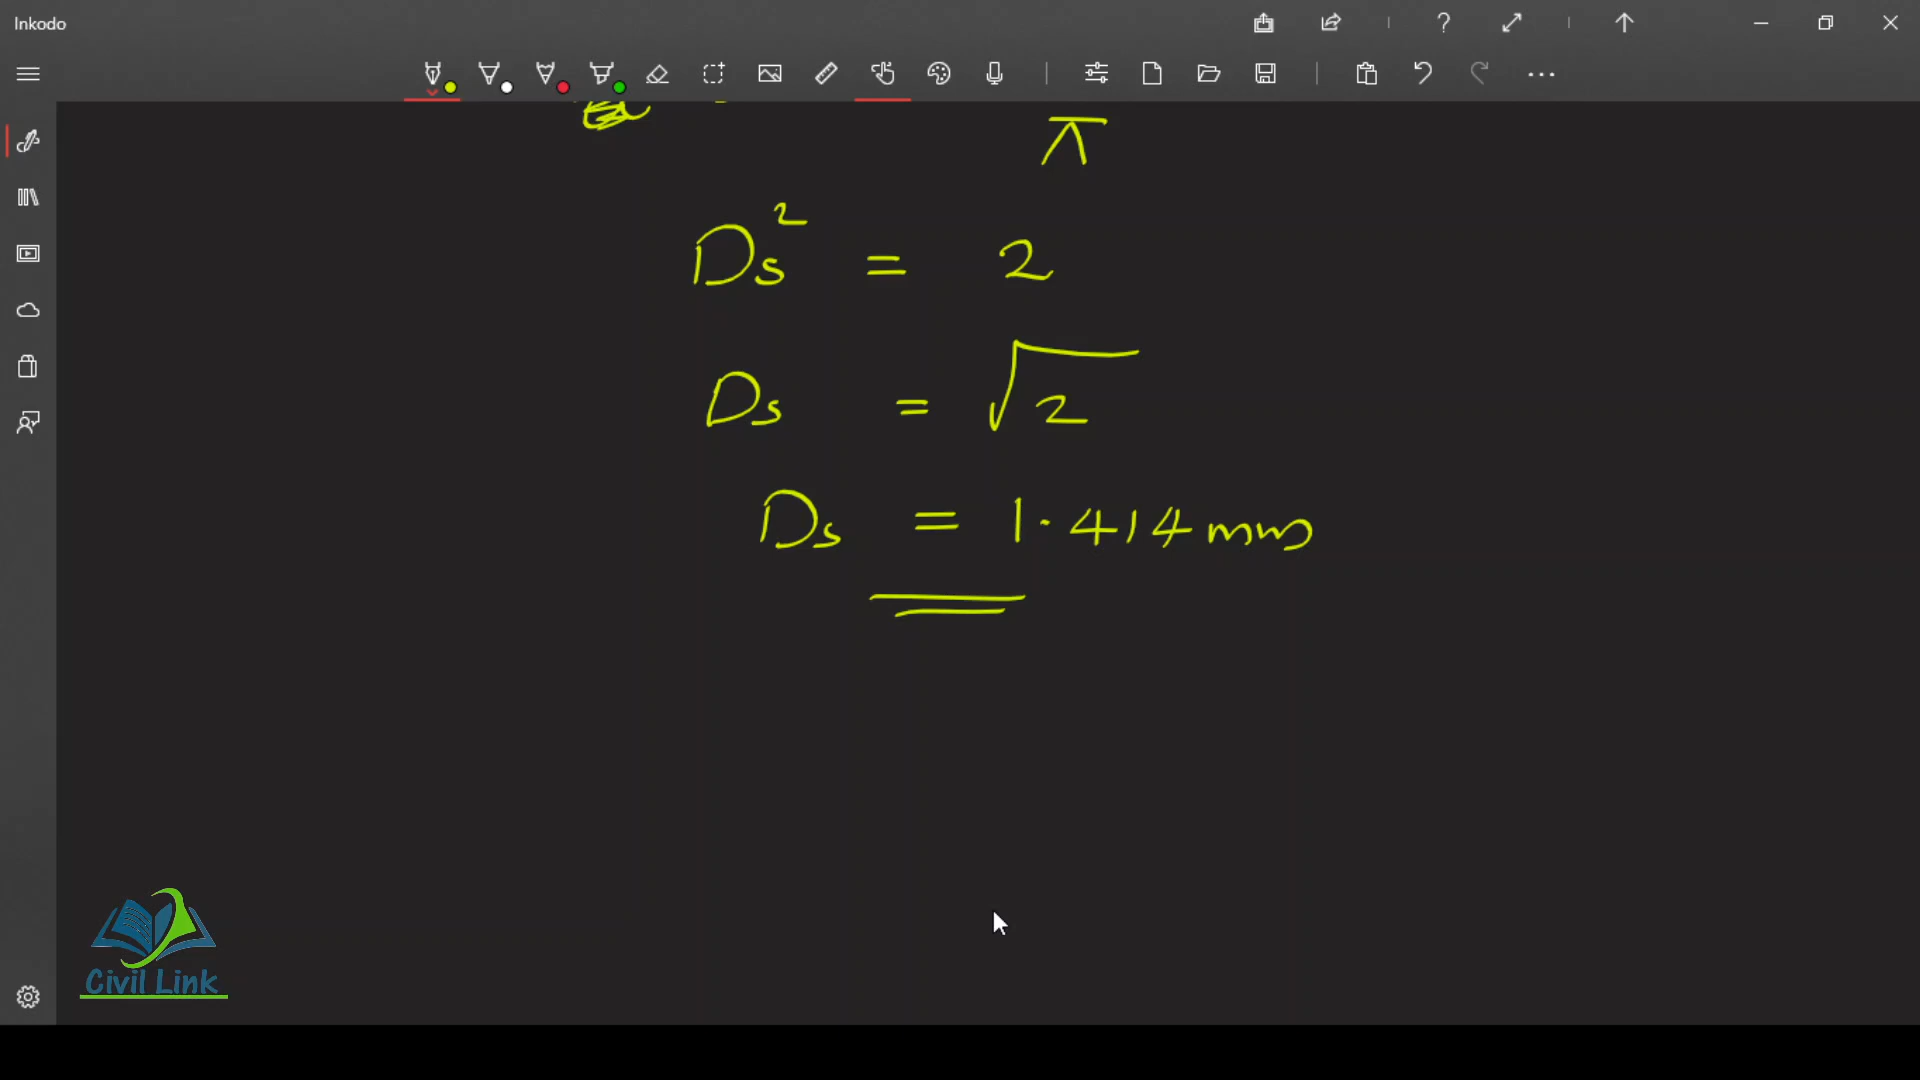 Inkodo
π
Ds² = 2
Ds = √2
Ds = 1.414 mm
Civil Link